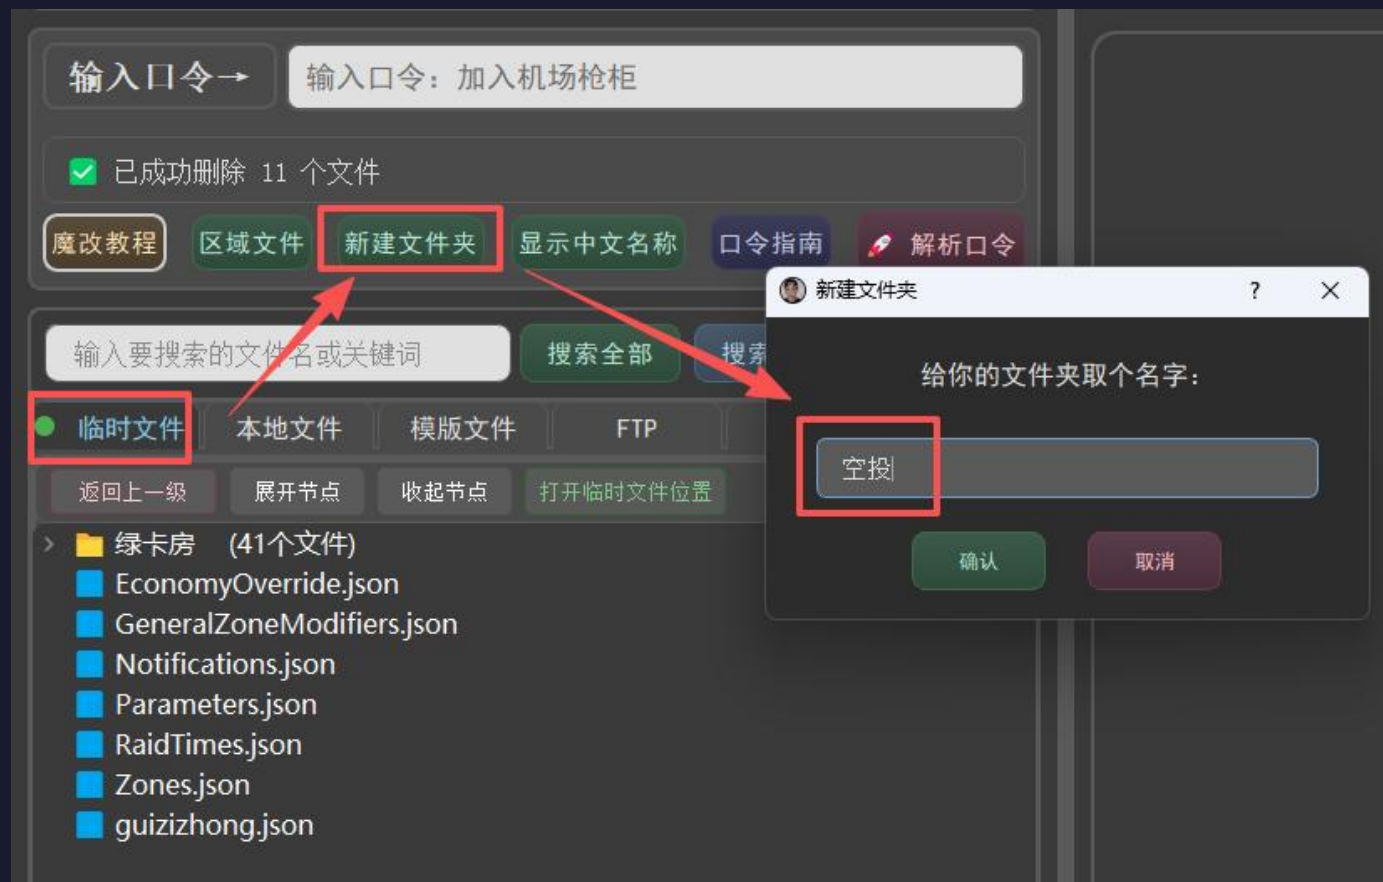 输入口令→ 输入口令：加入机场枪柜
已成功删除 11 个文件
魔改教程 区域文件 新建文件夹 显示中文名称 口令指南 解析口令
新建文件夹 ? ×
给你的文件夹取个名字：
空投
确认 取消
输入要搜索的文件名或关键词 搜索全部 搜索
临时文件 本地文件 模版文件 FTP
返回上一级 展开节点 收起节点 打开临时文件位置
绿卡房 (41个文件)
EconomyOverride.json
GeneralZoneModifiers.json
Notifications.json
Parameters.json
RaidTimes.json
Zones.json
guizizhong.json